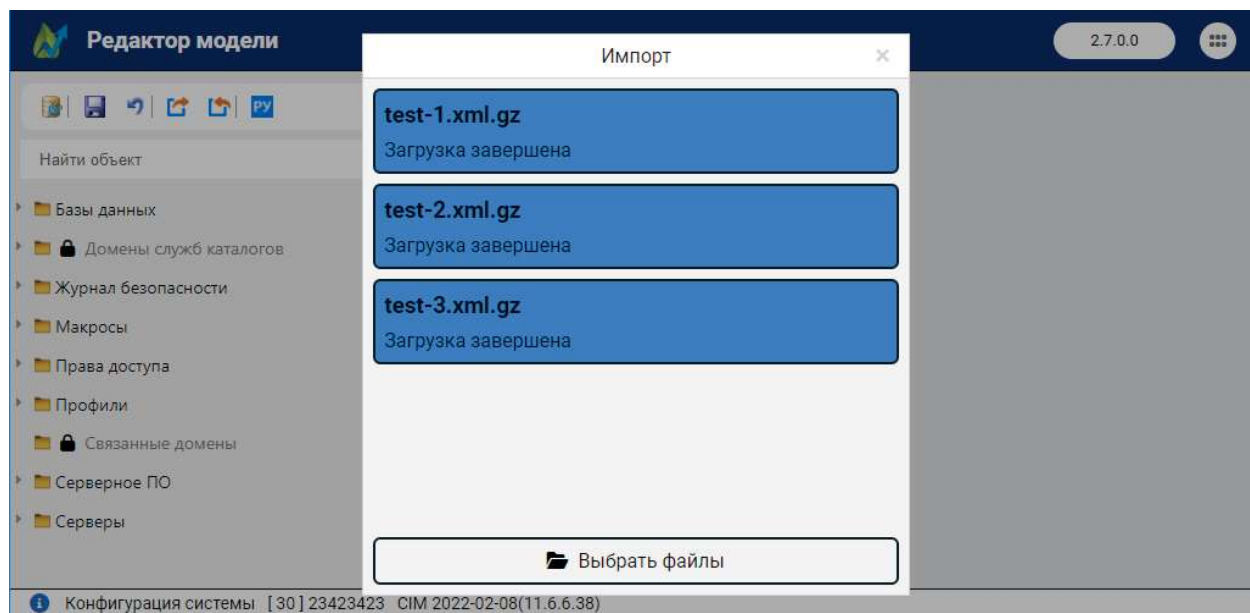 Редактор модели
2.7.0.0
Импорт
×
РУ
Найти объект
Базы данных
Домены служб каталогов
Журнал безопасности
Макросы
Права доступа
Профили
Связанные домены
Серверное ПО
Серверы
test-1.xml.gz
Загрузка завершена
test-2.xml.gz
Загрузка завершена
test-3.xml.gz
Загрузка завершена
Выбрать файлы
Конфигурация системы [ 30 ] 23423423 CIM 2022-02-08(11.6.6.38)